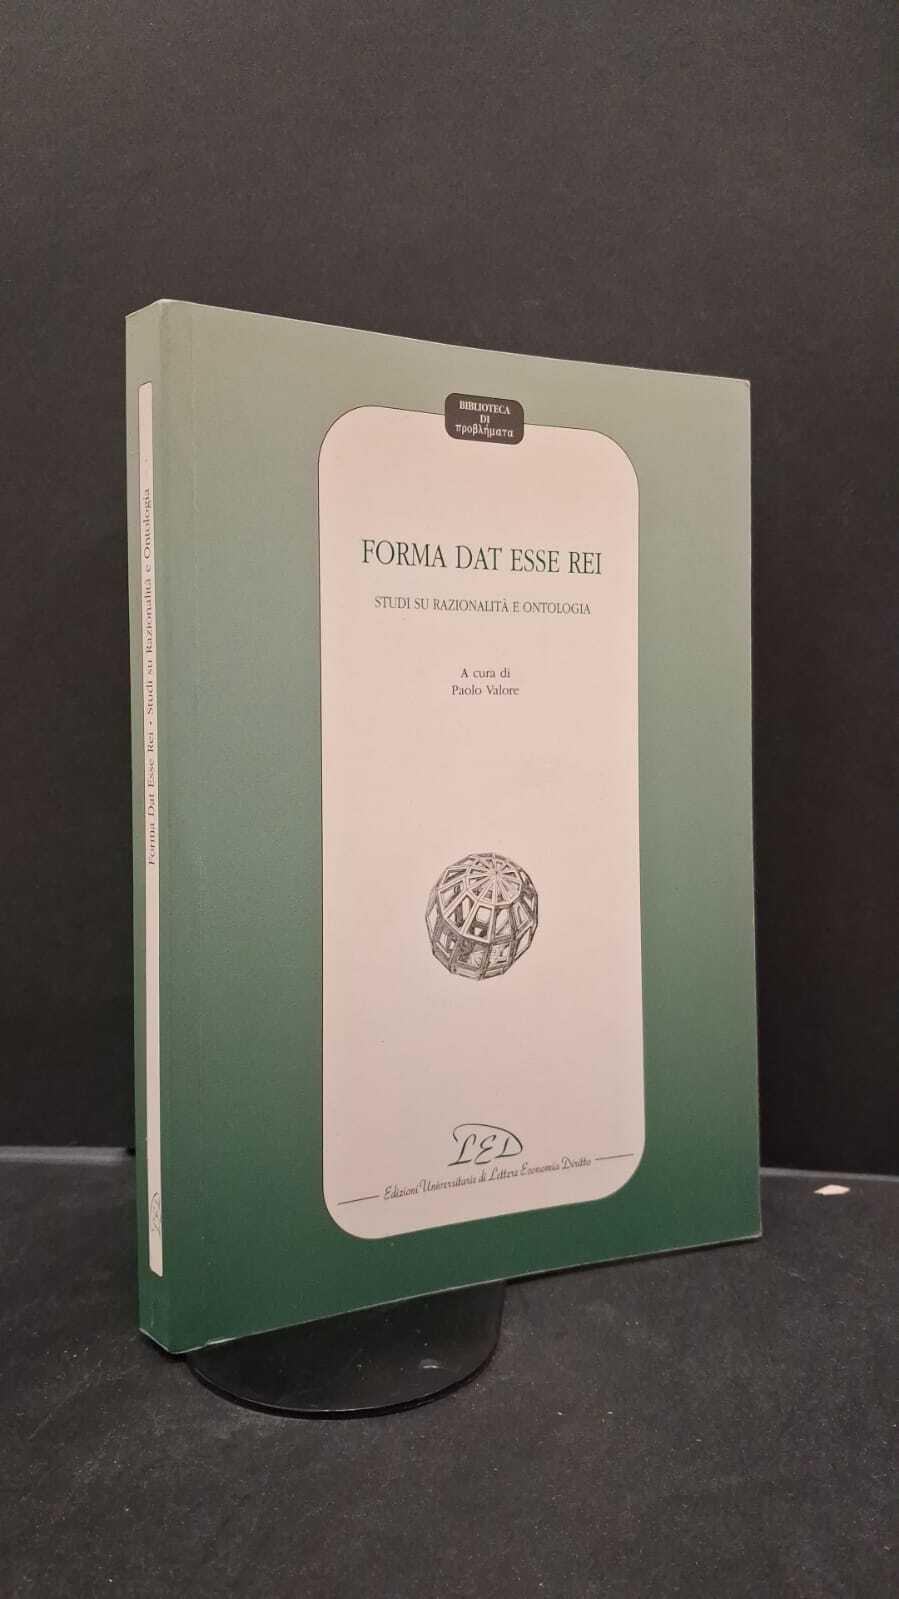 BIBLIOTECA
DI
προβλήματα
FORMA DAT ESSE REI
STUDI SU RAZIONALITÀ E ONTOLOGIA
A cura di
Paolo Valore
LED
Edizioni Universitarie di Lettere Economia Diritto
Forma Dat Esse Rei • Studi su Razionalità e Ontologia
LED